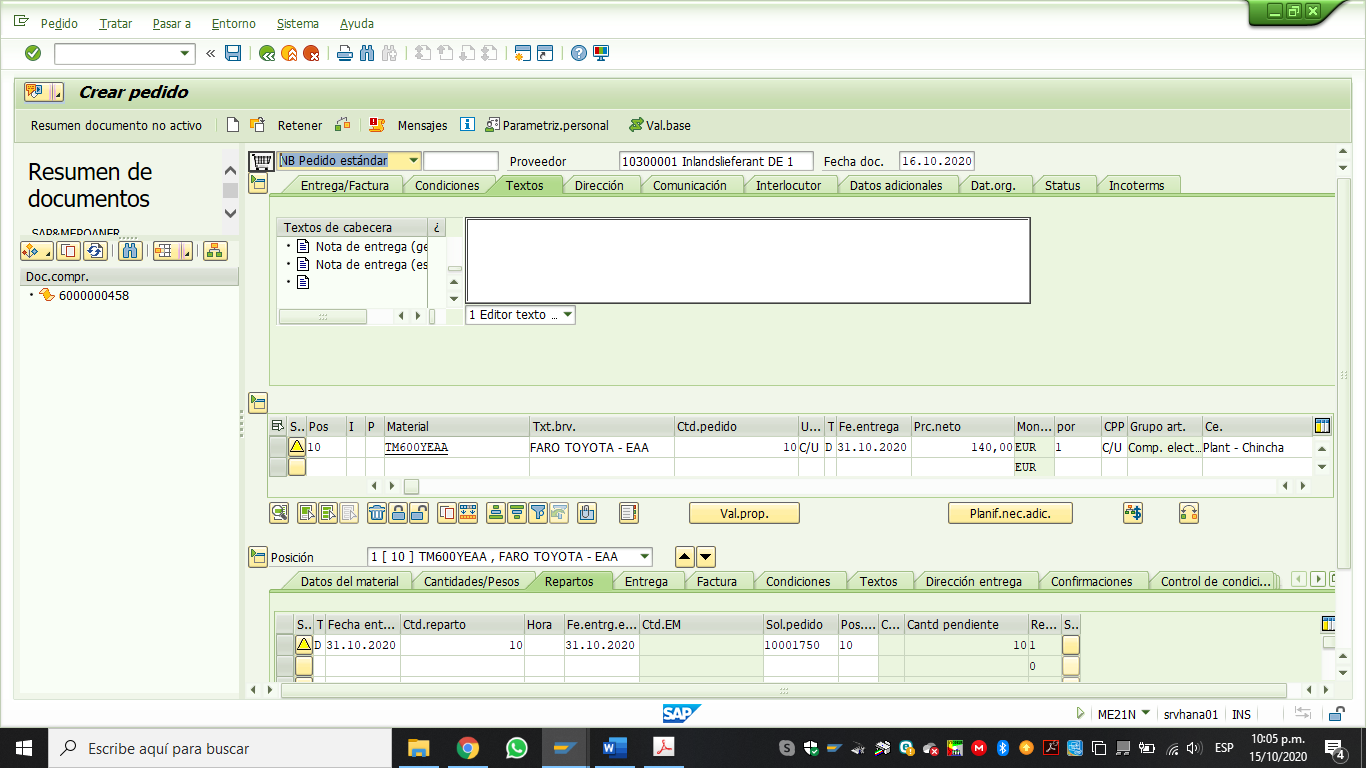 Pedido Tratar Pasar a Entorno Sistema Ayuda
Crear pedido
Resumen documento no activo Retener Mensajes Parametriz.personal Val.base
Resumen de
documentos
SAP&MEPOANFR
Doc.compr.
6000000458
NB Pedido estándar Proveedor 10300001 Inlandslieferant DE 1 Fecha doc. 16.10.2020
Entrega/Factura Condiciones Textos Dirección Comunicación Interlocutor Datos adicionales Dat.org. Status Incoterms
Textos de cabecera ¿
Nota de entrega (ge
Nota de entrega (es
1 Editor texto ...
S.. Pos I P Material Txt.brv. Ctd.pedido U... T Fe.entrega Prc.neto Mon... por CPP Grupo art. Ce.
10 TM600YEAA FARO TOYOTA - EAA 10 C/U D 31.10.2020 140,00 EUR 1 C/U Comp. elect... Plant - Chincha
EUR
Val.prop. Planif.nec.adic.
Posición 1 [ 10 ] TM600YEAA , FARO TOYOTA - EAA
Datos del material Cantidades/Pesos Repartos Entrega Factura Condiciones Textos Dirección entrega Confirmaciones Control de condici...
S.. T Fecha ent... Ctd.reparto Hora Fe.entrg.e... Ctd.EM Sol.pedido Pos.... C... Cantd pendiente Re... S..
D 31.10.2020 10 31.10.2020 10001750 10 10 1
0
SAP ME21N srvhana01 INS
Escribe aquí para buscar ESP 10:05 p.m.
15/10/2020 4